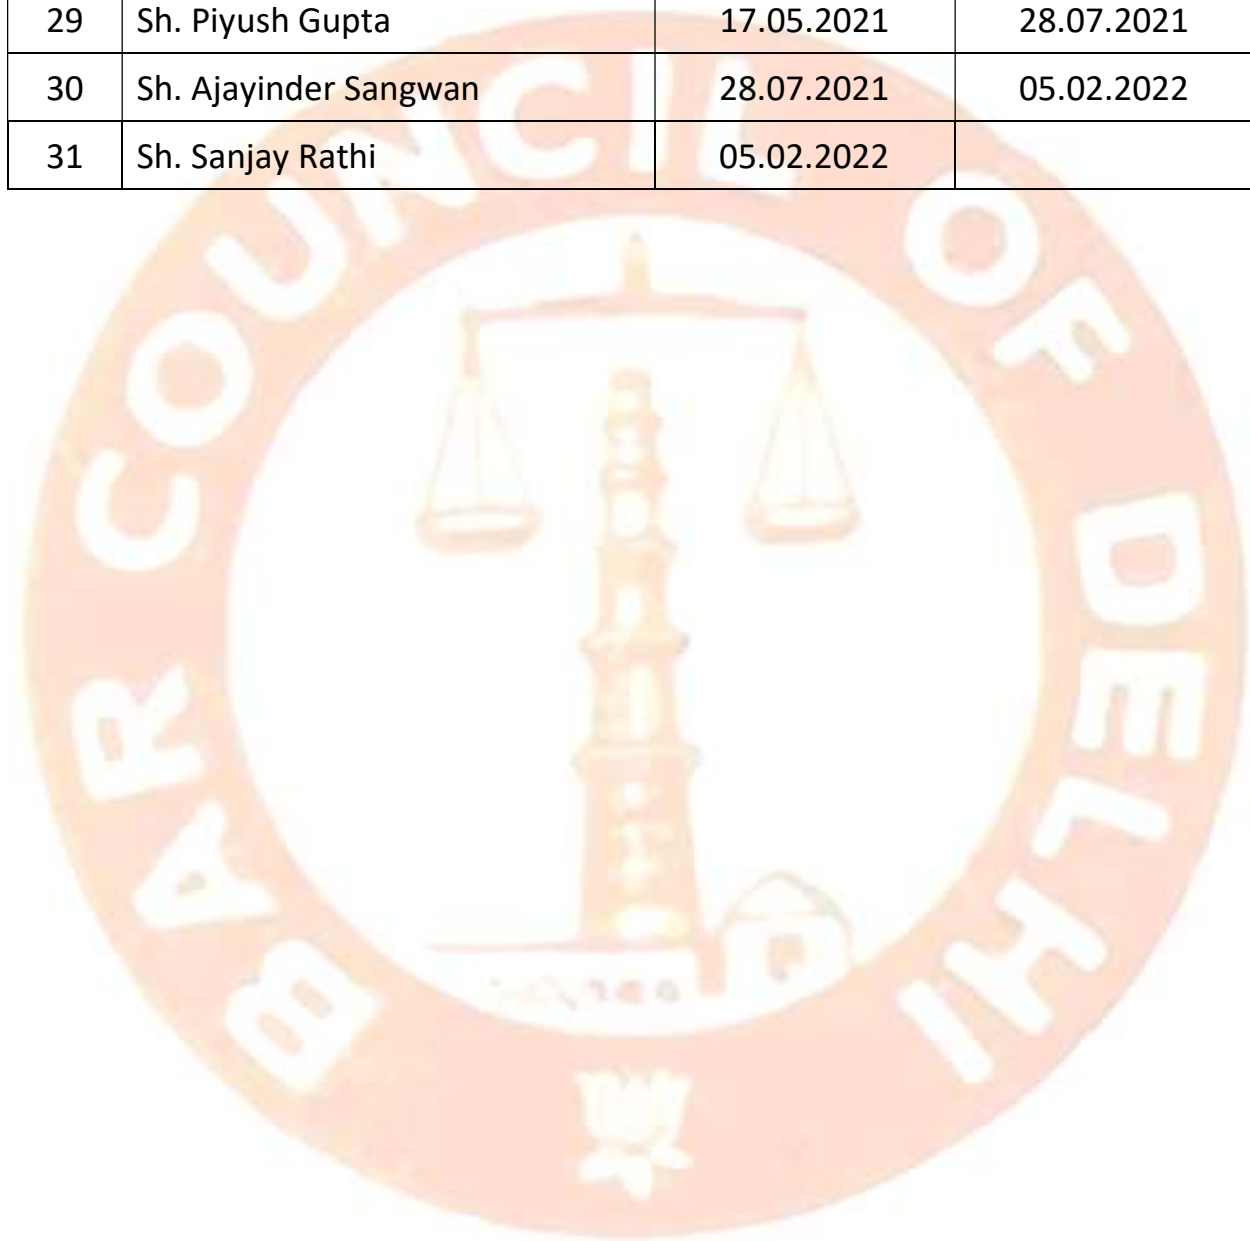 29 Sh. Piyush Gupta 17.05.2021 28.07.2021
30 Sh. Ajayinder Sangwan 28.07.2021 05.02.2022
31 Sh. Sanjay Rathi 05.02.2022
BAR COUNCIL OF DELHI